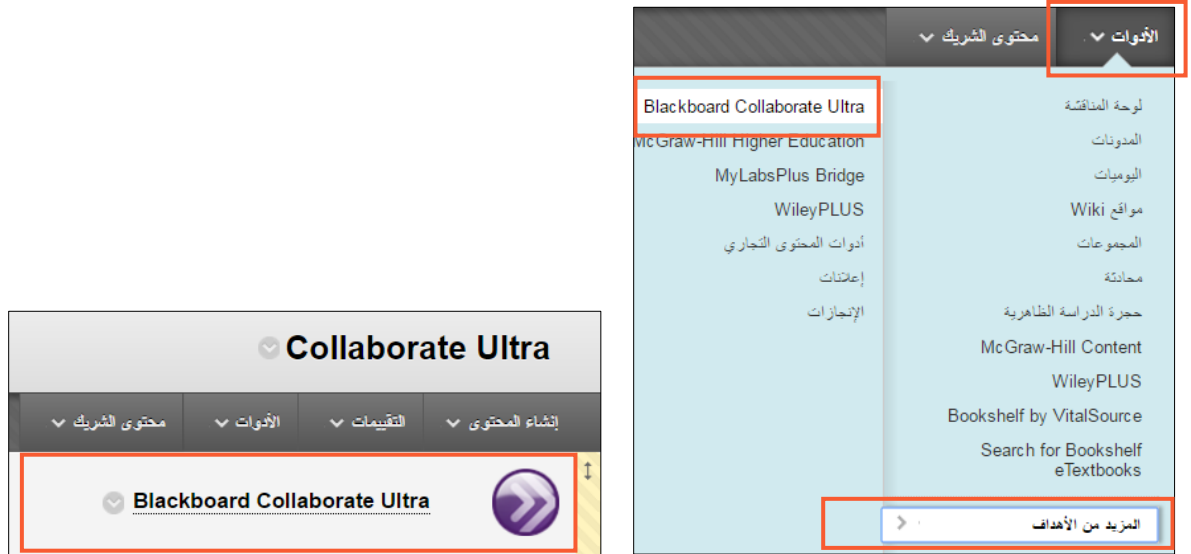 الأدوات
محتوى الشريك
لوحة المناقشة
المدونات
اليوميات
مواقع Wiki
المجموعات
محادثة
حجرة الدراسة الظاهرية
McGraw-Hill Content
WileyPLUS
Bookshelf by VitalSource
Search for Bookshelf
eTextbooks
المزيد من الأهداف
Blackboard Collaborate Ultra
McGraw-Hill Higher Education
MyLabsPlus Bridge
WileyPLUS
أدوات المحتوى التجاري
إعلانات
الإنجازات
Collaborate Ultra
إنشاء المحتوى
التقييمات
الأدوات
محتوى الشريك
Blackboard Collaborate Ultra